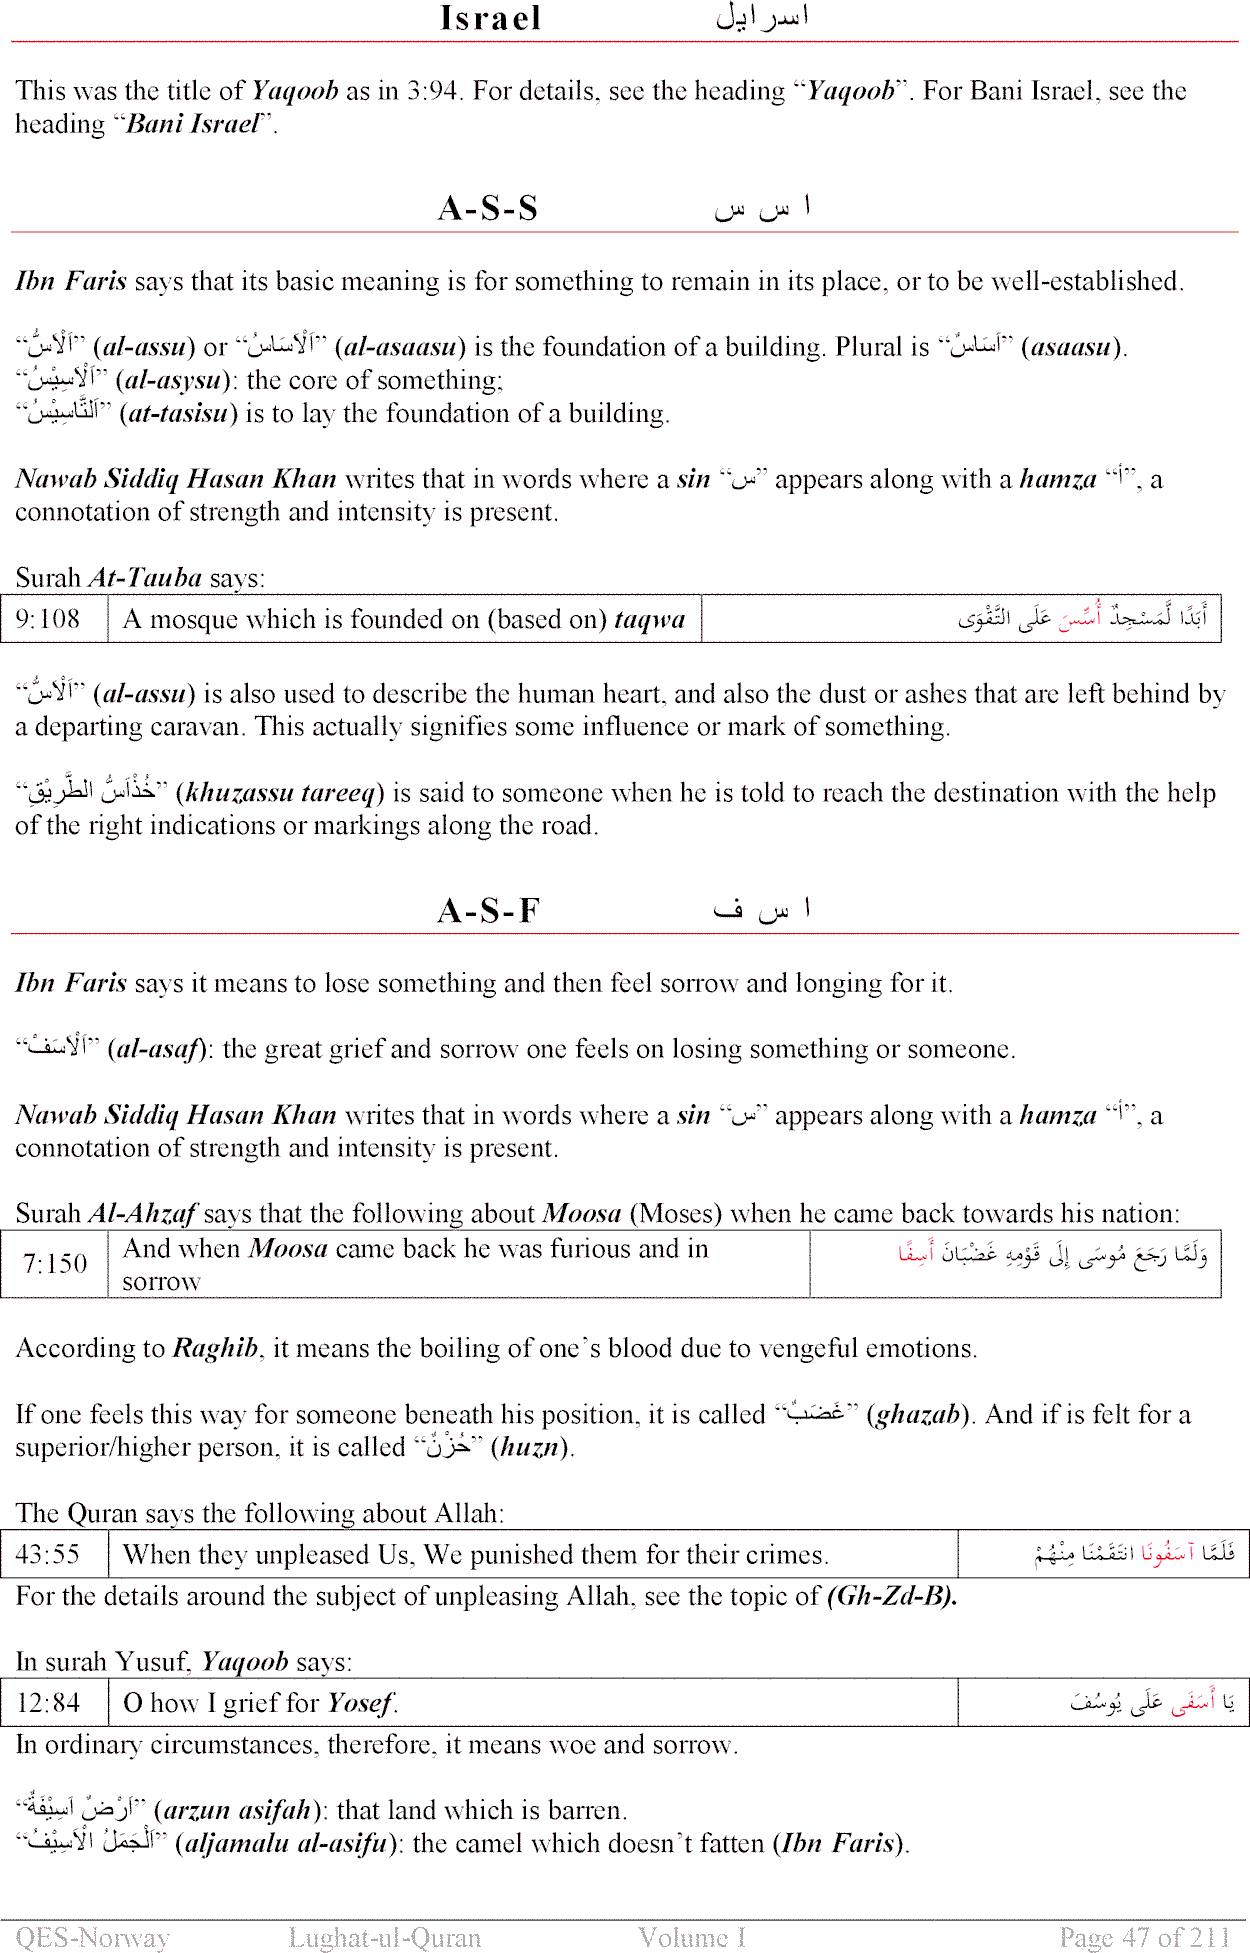 Israel اسرايل
This was the title of Yaqoob as in 3:94. For details, see the heading “Yaqoob”. For Bani Israel, see the
heading “Bani Israel”.
A-S-S ا س س
Ibn Faris says that its basic meaning is for something to remain in its place, or to be well-established.
“اَلْاَسُّ” (al-assu) or “اَلْاَسَاسُ” (al-asaasu) is the foundation of a building. Plural is “اَسَاسٌ” (asaasu).
“اَلْاَسِيْسُ” (al-asysu): the core of something;
“اَلتَّاسِيْسُ” (at-tasisu) is to lay the foundation of a building.
Nawab Siddiq Hasan Khan writes that in words where a sin “س” appears along with a hamza “أ”, a
connotation of strength and intensity is present.
Surah At-Tauba says:
9:108 A mosque which is founded on (based on) taqwa أَبَدًا لَّمَسْجِدٌ أُسِّسَ عَلَى التَّقْوَى
“اَلْاَسُّ” (al-assu) is also used to describe the human heart, and also the dust or ashes that are left behind by
a departing caravan. This actually signifies some influence or mark of something.
“خُذْاَسُّ الطَّرِيْقِ” (khuzassu tareeq) is said to someone when he is told to reach the destination with the help
of the right indications or markings along the road.
A-S-F ا س ف
Ibn Faris says it means to lose something and then feel sorrow and longing for it.
“اَلْاَسَفْ” (al-asaf): the great grief and sorrow one feels on losing something or someone.
Nawab Siddiq Hasan Khan writes that in words where a sin “س” appears along with a hamza “أ”, a
connotation of strength and intensity is present.
Surah Al-Ahzaf says that the following about Moosa (Moses) when he came back towards his nation:
7:150 And when Moosa came back he was furious and in وَلَمَّا رَجَعَ مُوسَى إِلَى قَوْمِهِ غَضْبَانَ أَسِفًا
sorrow
According to Raghib, it means the boiling of one’s blood due to vengeful emotions.
If one feels this way for someone beneath his position, it is called “غَضَبٌ” (ghazab). And if is felt for a
superior/higher person, it is called “حُزْنٌ” (huzn).
The Quran says the following about Allah:
43:55 When they unpleased Us, We punished them for their crimes. فَلَمَّا آسَفُونَا انتَقَمْنَا مِنْهُمْ
For the details around the subject of unpleasing Allah, see the topic of (Gh-Zd-B).
In surah Yusuf, Yaqoob says:
12:84 O how I grief for Yosef. يَا أَسَفَى عَلَى يُوسُفَ
In ordinary circumstances, therefore, it means woe and sorrow.
“اَرْضٌ اَسِيْفَةٌ” (arzun asifah): that land which is barren.
“اَلْجَمَلُ الْاَسِيْفُ” (aljamalu al-asifu): the camel which doesn’t fatten (Ibn Faris).
QES-Norway Lughat-ul-Quran Volume I Page 47 of 211